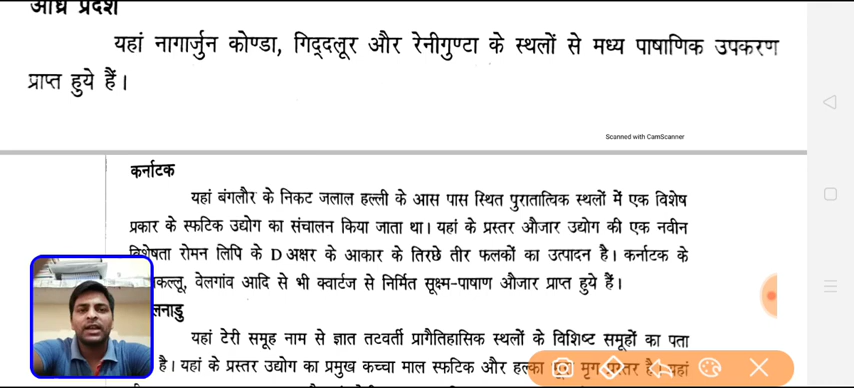 आंध्र प्रदेश
यहां नागार्जुन कोण्डा, गिद्दलूर और रेनीगुण्टा के स्थलों से मध्य पाषाणिक उपकरण
प्राप्त हुये हैं।
Scanned with CamScanner
कर्नाटक
यहां बंगलौर के निकट जलाल हल्ली के आस पास स्थित पुरातात्विक स्थलों में एक विशेष
प्रकार के स्फटिक उद्योग का संचालन किया जाता था। यहां के प्रस्तर औजार उद्योग की एक नवीन
विशेषता रोमन लिपि के D अक्षर के आकार के तिरछे तीर फलकों का उत्पादन है। कर्नाटक के
वेलगांव आदि से भी क्वार्टज से निर्मित सूक्ष्म-पाषाण औजार प्राप्त हुये हैं।
यहां टेरी समूह नाम से ज्ञात तटवर्ती प्रागैतिहासिक स्थलों के विशिष्ट समूहों का पता
है। यहां के प्रस्तर उद्योग का प्रमुख कच्चा माल स्फटिक और हल्का